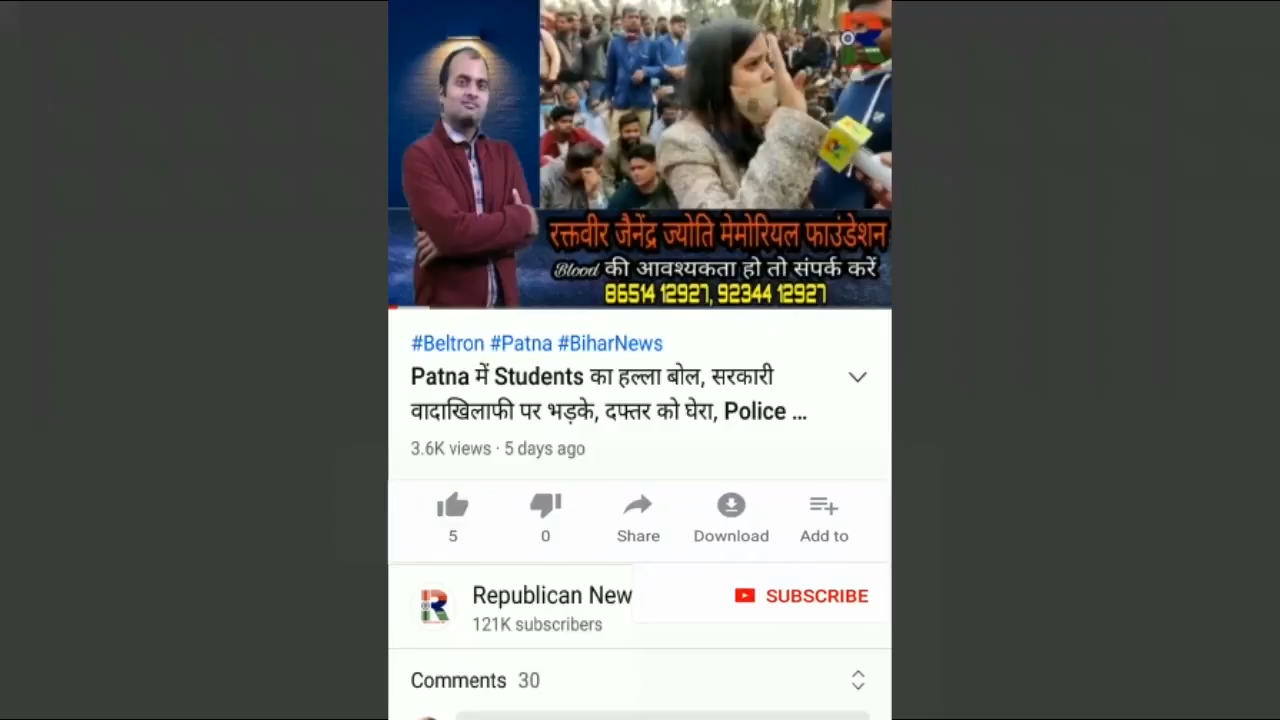 रक्तवीर जैनेंद्र ज्योति मेमोरियल फाउंडेशन
Blood की आवश्यकता हो तो संपर्क करें
86514 12927, 92344 12927
#Beltron #Patna #BiharNews
Patna में Students का हल्ला बोल, सरकारी
वादाखिलाफी पर भड़के, दफ्तर को घेरा, Police ...
3.6K views · 5 days ago
5
0
Share
Download
Add to
Republican New
SUBSCRIBE
121K subscribers
Comments 30